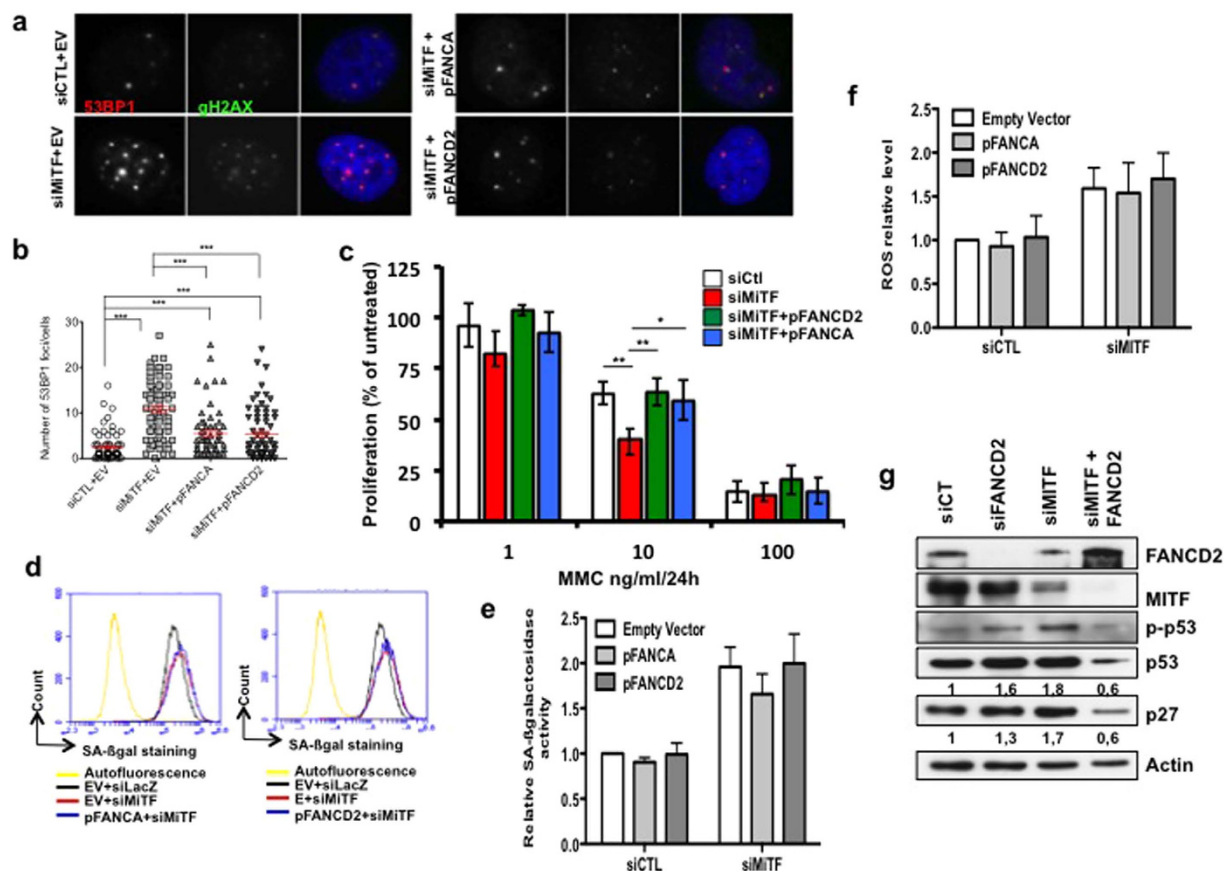 a
siCTL+EV
53BP1
gH2AX
siMiTF+EV
siMiTF +
pFANCA
siMiTF +
pFANCD2
b
***
***
***
***
***
Number of 53BP1 foci/cells
30
20
10
0
siCTL+EV
siMiTF+EV
siMiTF+pFANCA
siMiTF+pFANCD2
c
Proliferation (% of untreated)
125
100
75
50
25
0
siCtl
siMiTF
siMiTF+pFANCD2
siMiTF+pFANCA
*
**
**
1
10
100
MMC ng/ml/24h
d
Count
SA-ßgal staining
Autofluorescence
EV+siLacZ
EV+siMiTF
pFANCA+siMiTF
Count
SA-ßgal staining
Autofluorescence
EV+siLacZ
E+siMiTF
pFANCD2+siMiTF
e
Relative SA-ßgalactosidase
activity
2.5
2.0
1.5
1.0
0.5
0.0
Empty Vector
pFANCA
pFANCD2
siCTL
siMiTF
f
ROS relative level
2.5
2.0
1.5
1.0
0.5
0.0
Empty Vector
pFANCA
pFANCD2
siCTL
siMITF
g
siCT
siFANCD2
siMITF
siMITF +
FANCD2
FANCD2
MITF
p-p53
p53
1 1,6 1,8 0,6
p27
1 1,3 1,7 0,6
Actin